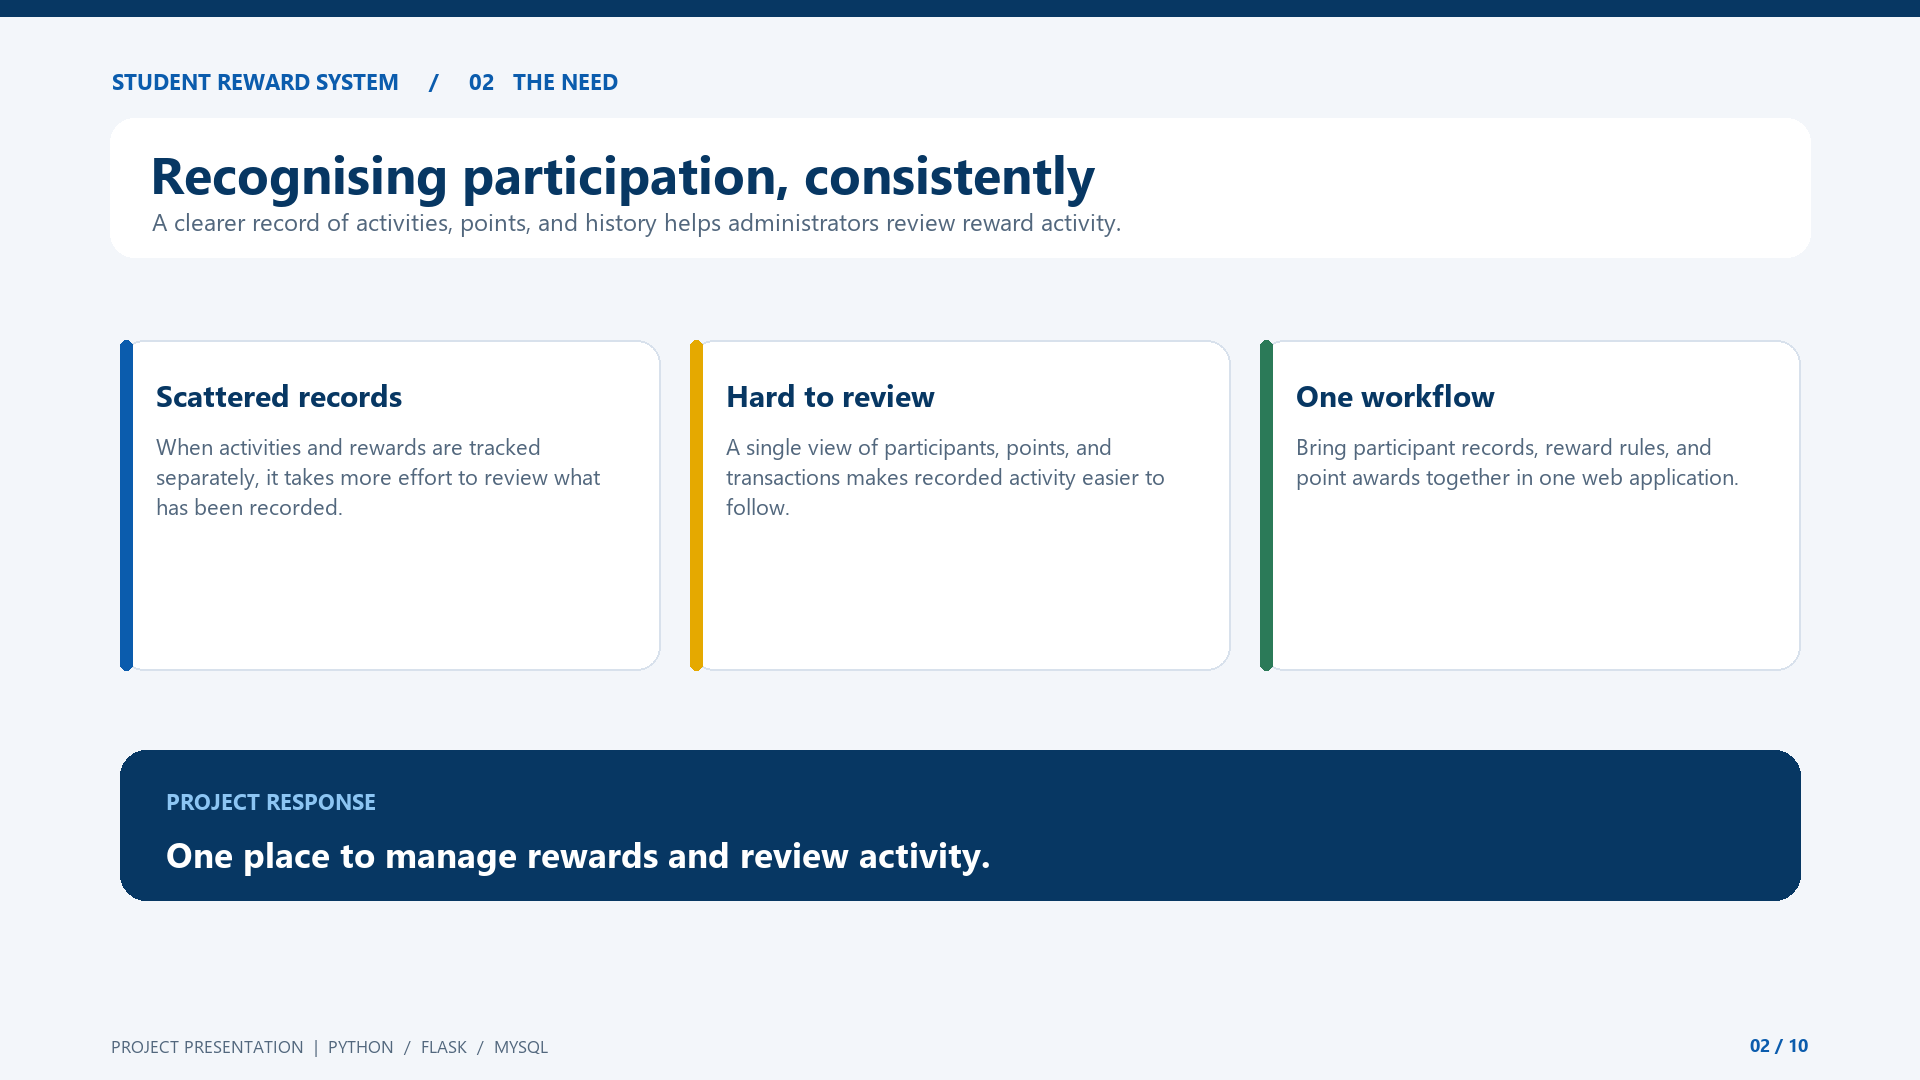 STUDENT REWARD SYSTEM / 02 THE NEED
Recognising participation, consistently
A clearer record of activities, points, and history helps administrators review reward activity.
Scattered records
When activities and rewards are tracked
separately, it takes more effort to review what
has been recorded.
Hard to review
A single view of participants, points, and
transactions makes recorded activity easier to
follow.
One workflow
Bring participant records, reward rules, and
point awards together in one web application.
PROJECT RESPONSE
One place to manage rewards and review activity.
PROJECT PRESENTATION | PYTHON / FLASK / MYSQL
02 / 10